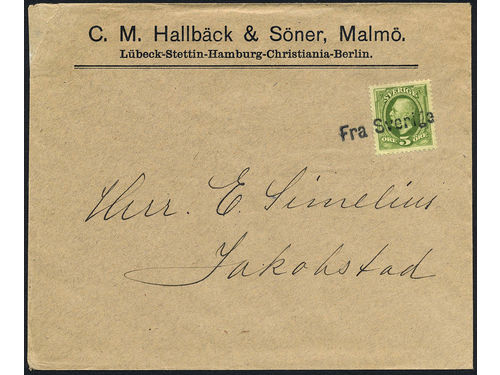 C. M. Hallbäck & Söner, Malmö.
Lübeck-Stettin-Hamburg-Christiania-Berlin.
SVERIGE
Fra Sverige
ÖRE 5 ÖRE
Herr. E. Simelius
Jakobstad